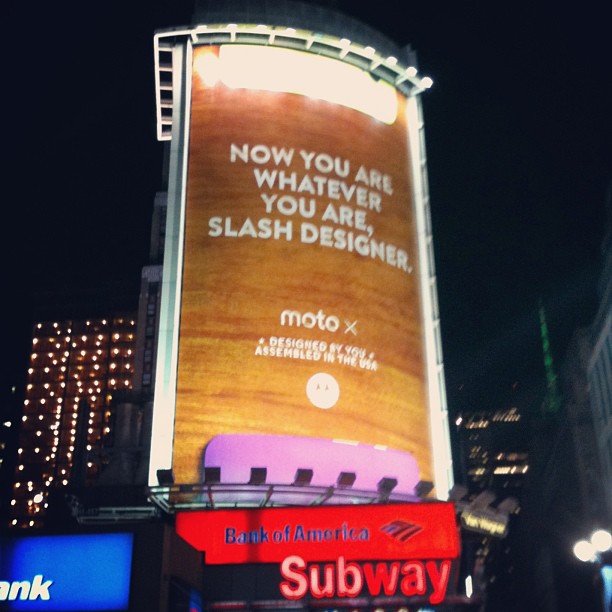 NOW YOU ARE
WHATEVER
YOU ARE,
SLASH DESIGNER.
moto x
DESIGNED BY YOU
ASSEMBLED IN THE USA
Bank of America
Subway
ank